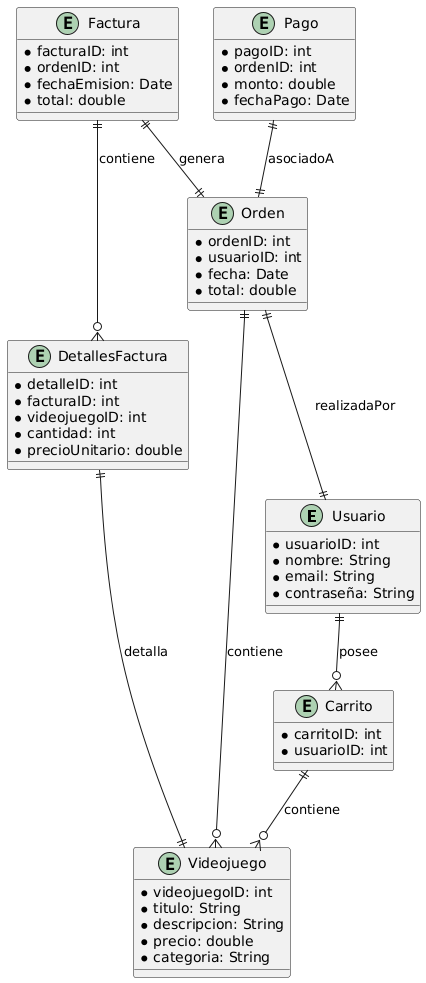 E Factura
facturaID: int
ordenID: int
fechaEmision: Date
total: double
E Pago
pagoID: int
ordenID: int
monto: double
fechaPago: Date
contiene
genera
asociadoA
E Orden
ordenID: int
usuarioID: int
fecha: Date
total: double
E DetallesFactura
detalleID: int
facturaID: int
videojuegoID: int
cantidad: int
precioUnitario: double
realizadaPor
E Usuario
usuarioID: int
nombre: String
email: String
contraseña: String
detalla
contiene
posee
E Carrito
carritoID: int
usuarioID: int
contiene
E Videojuego
videojuegoID: int
titulo: String
descripcion: String
precio: double
categoria: String